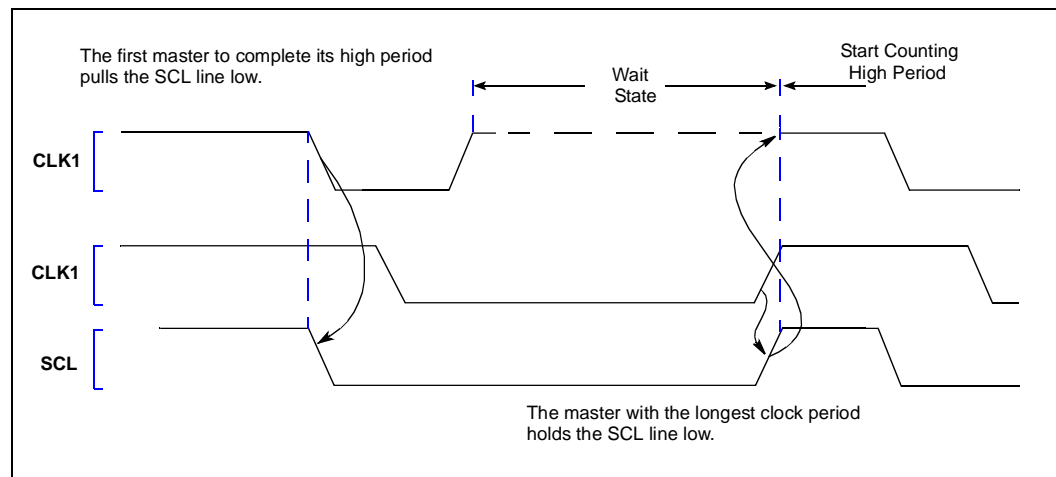 The first master to complete its high period
pulls the SCL line low.
Wait
State
Start Counting
High Period
CLK1
CLK1
SCL
The master with the longest clock period
holds the SCL line low.